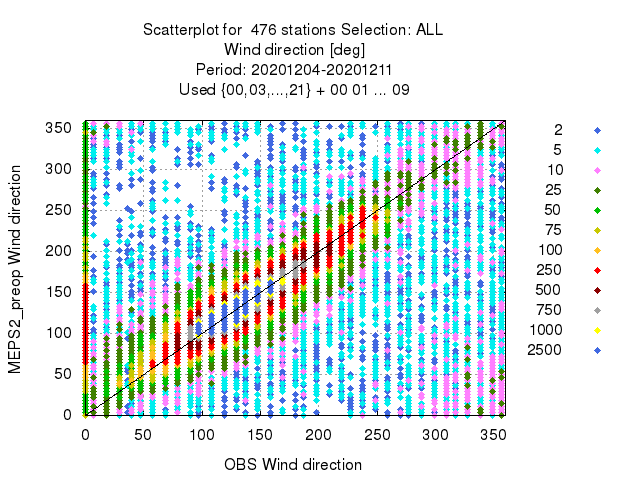 Scatterplot for 476 stations Selection: ALL
Wind direction [deg]
Period: 20201204-20201211
Used {00,03,...,21} + 00 01 ... 09
MEPS2_preop Wind direction
350
300
250
200
150
100
50
0
0 50 100 150 200 250 300 350
OBS Wind direction
2
5
10
25
50
75
100
250
500
750
1000
2500